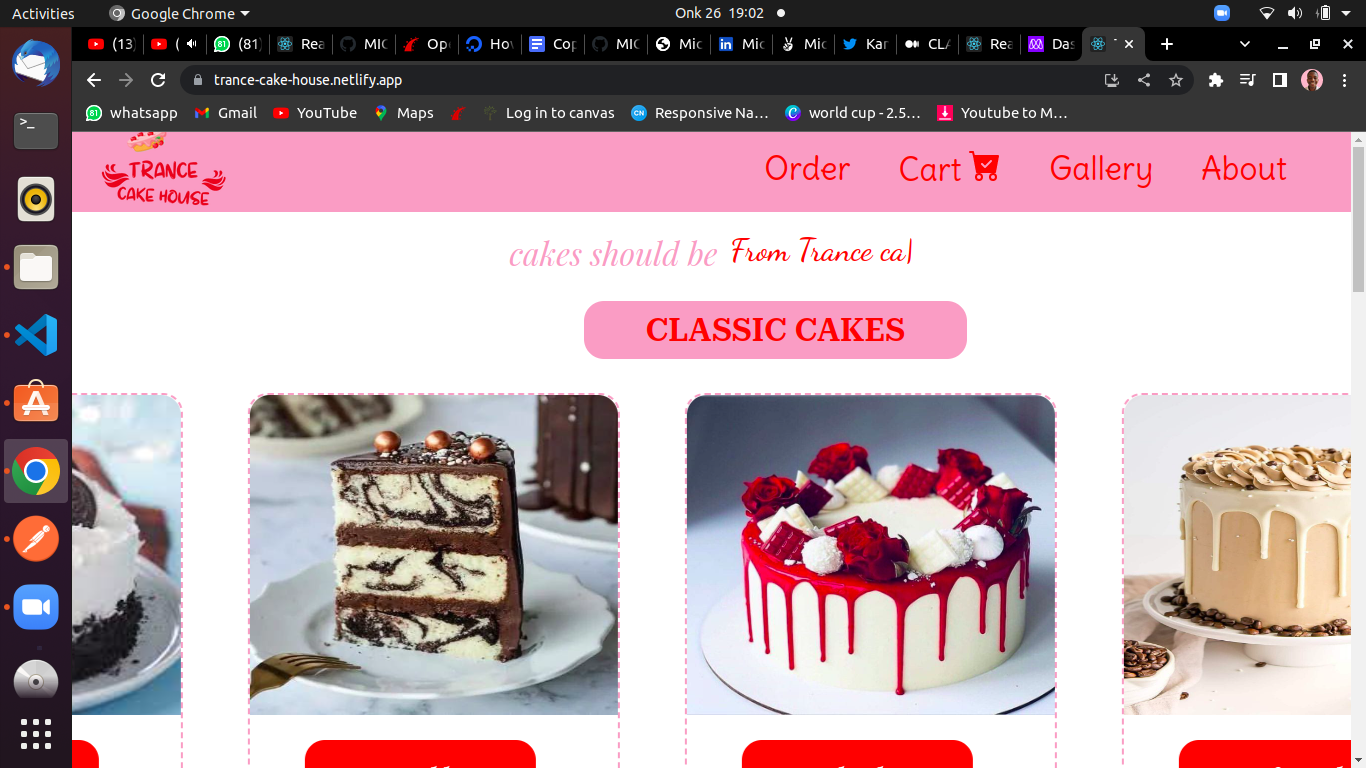 Activities Google Chrome Onk 26 19:02
(13) ( (81) Rea MIC Ope Hov Cop MIC Mic Mic Mic Kar CLA Rea Das T
trance-cake-house.netlify.app
whatsapp Gmail YouTube Maps Log in to canvas Responsive Na... world cup - 2.5... Youtube to M...
TRANCE
CAKE HOUSE
Order Cart Gallery About
cakes should be From Trance ca
CLASSIC CAKES